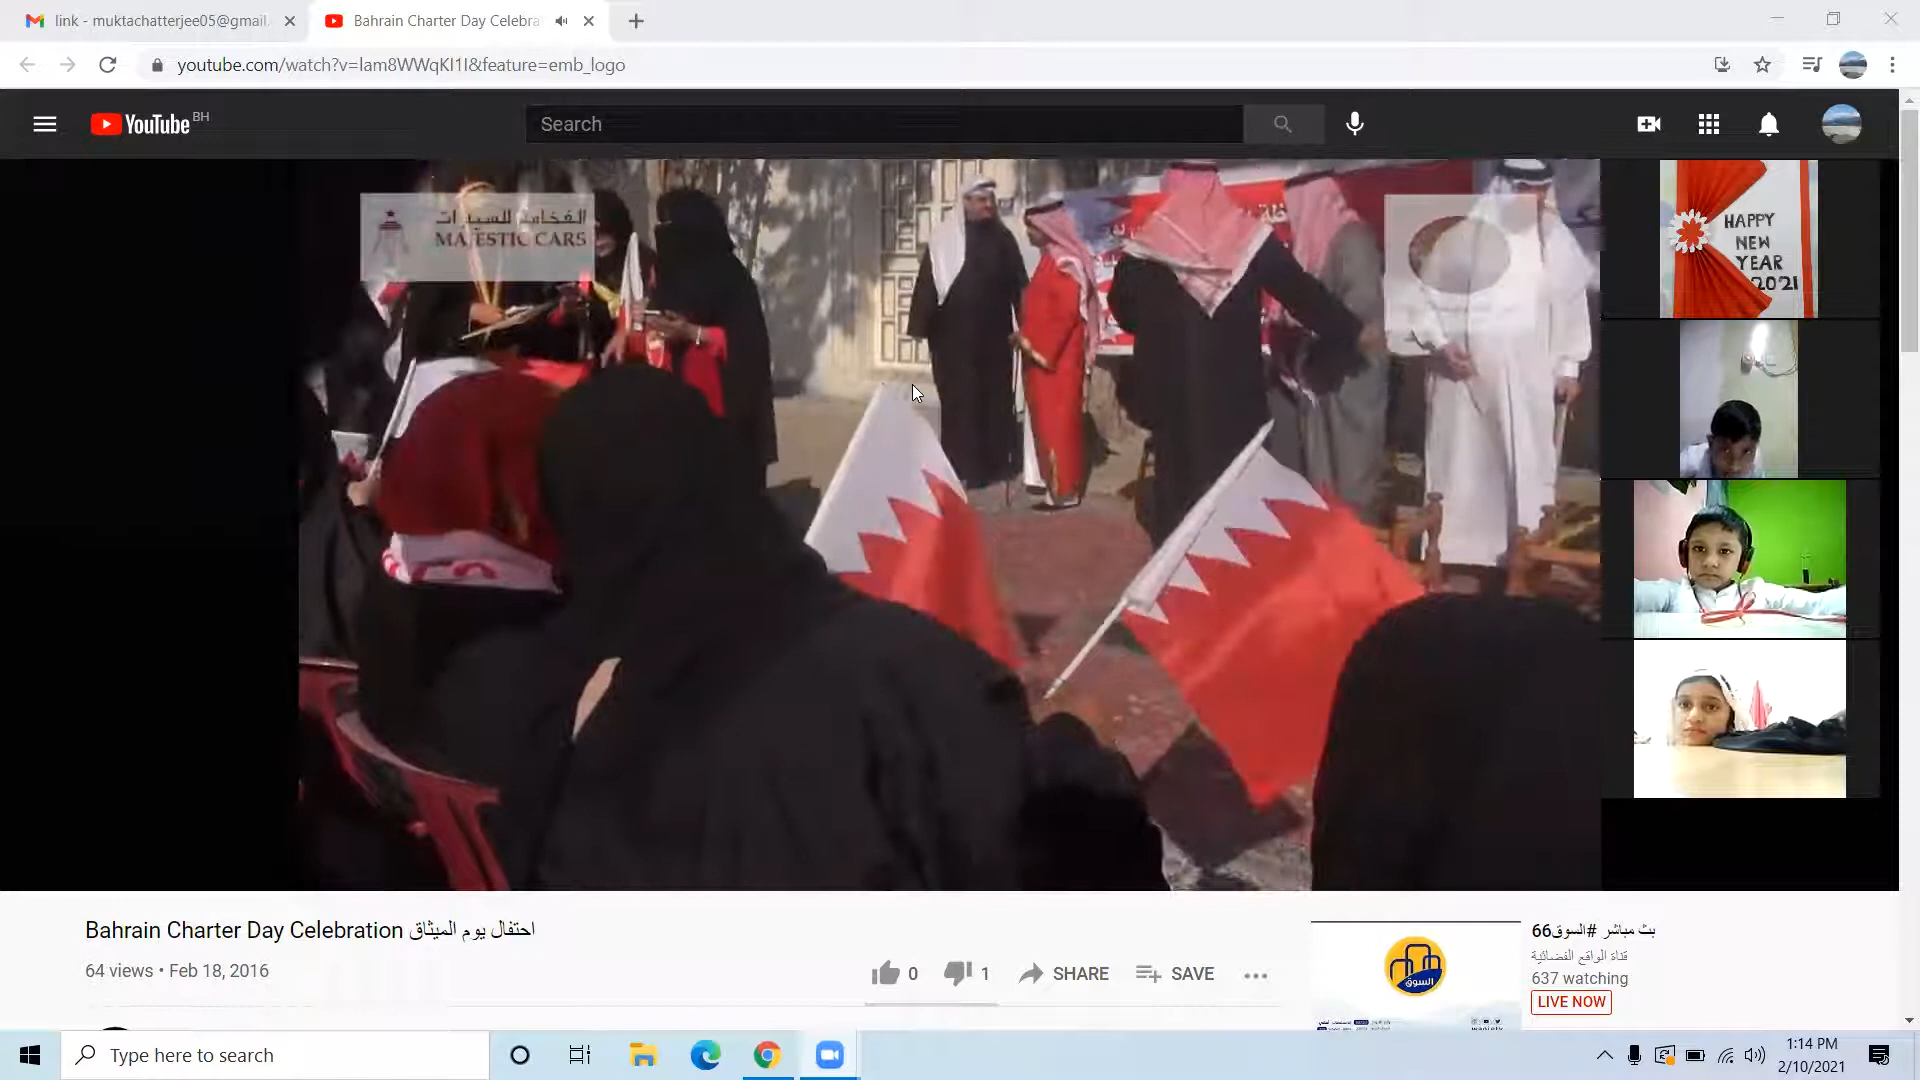 link - muktachatterjee05@gmail.
Bahrain Charter Day Celebra
youtube.com/watch?v=lam8WWqKI1I&feature=emb_logo
YouTube BH
Search
الفخامة للسيارات
MAJESTIC CARS
HAPPY
NEW
YEAR
2021
Bahrain Charter Day Celebration احتفال يوم الميثاق
64 views • Feb 18, 2016
0
1
SHARE
SAVE
السوق
بث مباشر #السوق66
قناة الواقع الفضائية
637 watching
LIVE NOW
Type here to search
1:14 PM
2/10/2021